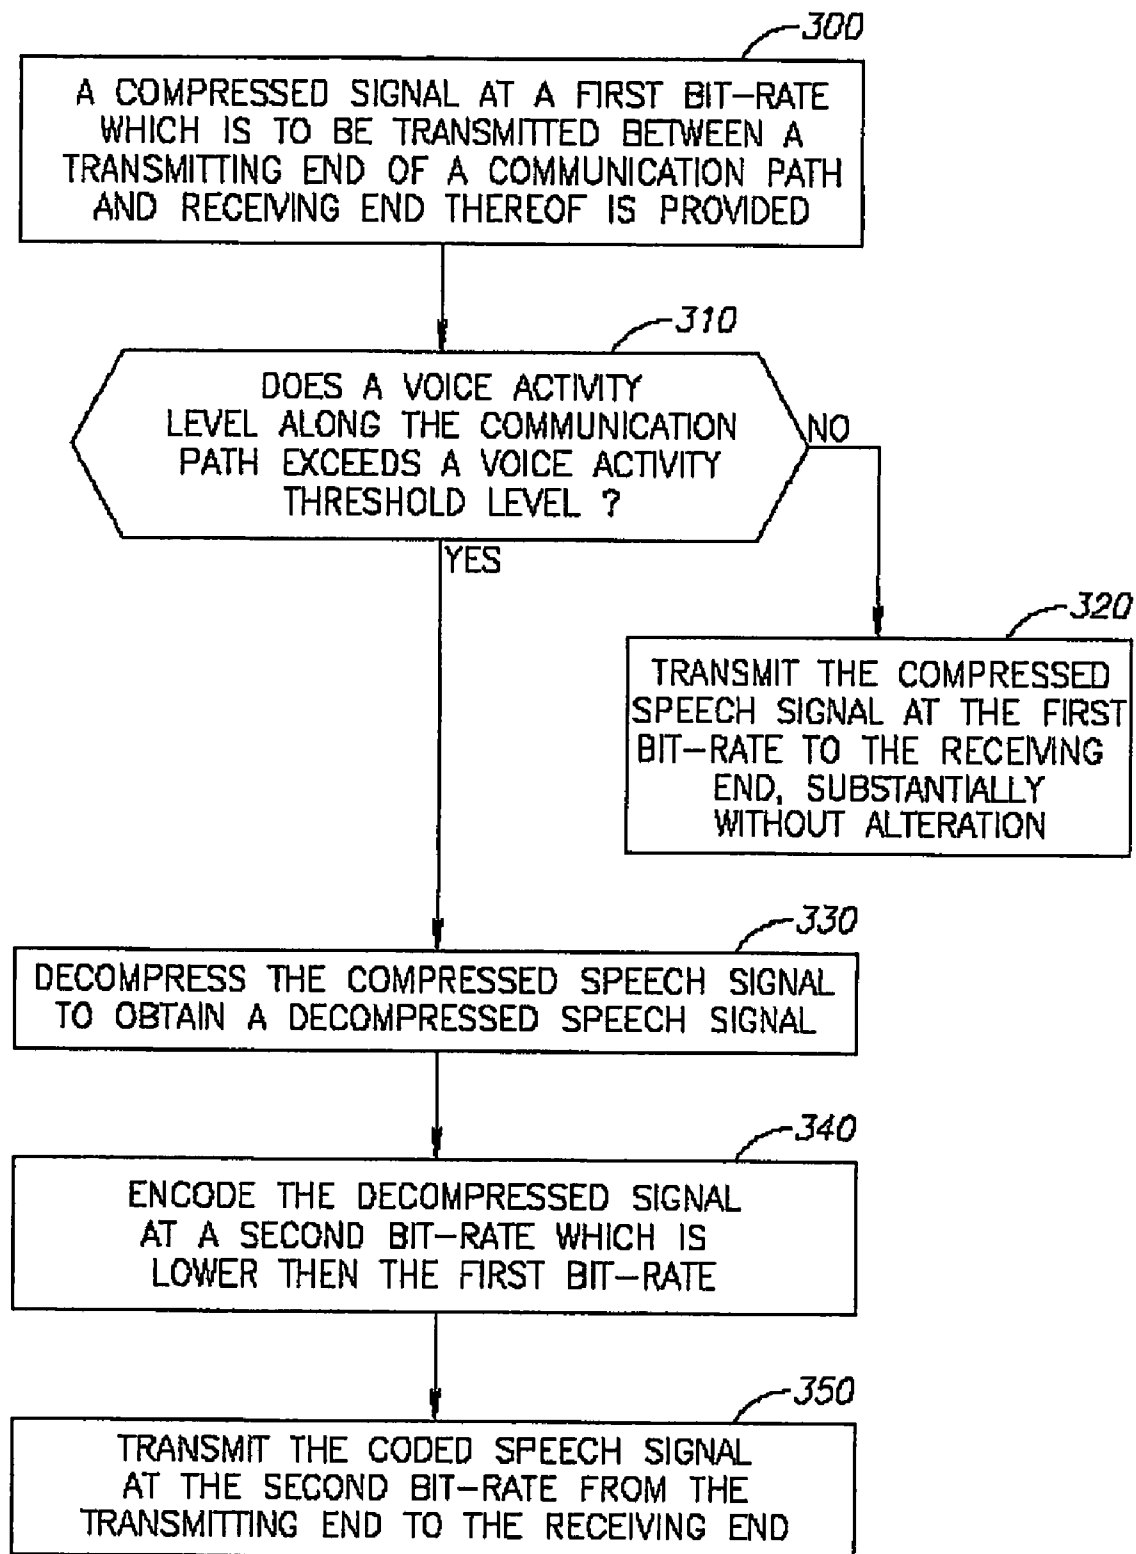 300
A COMPRESSED SIGNAL AT A FIRST BIT-RATE
WHICH IS TO BE TRANSMITTED BETWEEN A
TRANSMITTING END OF A COMMUNICATION PATH
AND RECEIVING END THEREOF IS PROVIDED
310
DOES A VOICE ACTIVITY
LEVEL ALONG THE COMMUNICATION
PATH EXCEEDS A VOICE ACTIVITY
THRESHOLD LEVEL ?
NO
YES
320
TRANSMIT THE COMPRESSED
SPEECH SIGNAL AT THE FIRST
BIT-RATE TO THE RECEIVING
END, SUBSTANTIALLY
WITHOUT ALTERATION
330
DECOMPRESS THE COMPRESSED SPEECH SIGNAL
TO OBTAIN A DECOMPRESSED SPEECH SIGNAL
340
ENCODE THE DECOMPRESSED SIGNAL
AT A SECOND BIT-RATE WHICH IS
LOWER THEN THE FIRST BIT-RATE
350
TRANSMIT THE CODED SPEECH SIGNAL
AT THE SECOND BIT-RATE FROM THE
TRANSMITTING END TO THE RECEIVING END